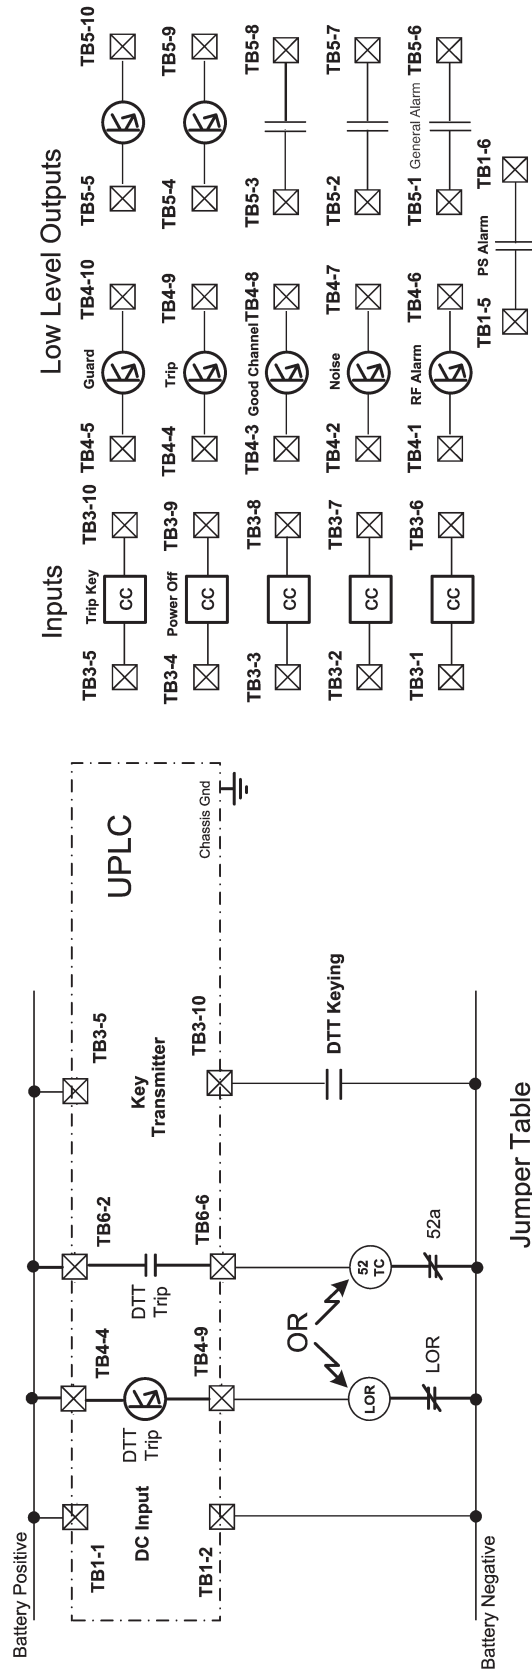 Battery Positive
TB1-1
TB4-4
TB6-2
TB3-5
UPLC
DTT
Trip
DTT
Trip
DC Input
Key
Transmitter
Chassis Gnd
TB1-2
TB4-9
TB6-6
TB3-10
OR
LOR
52
TC
DTT Keying
LOR
52a
Battery Negative
Jumper Table
Inputs
Low Level Outputs
TB3-5
Trip Key
CC
TB3-10
TB4-5
Guard
TB4-10
TB5-5
TB5-10
TB3-4
Power Off
CC
TB3-9
TB4-4
Trip
TB4-9
TB5-4
TB5-9
TB3-3
CC
TB3-8
TB4-3
Good Channel
TB4-8
TB5-3
TB5-8
TB3-2
CC
TB3-7
TB4-2
Noise
TB4-7
TB5-2
TB5-7
TB3-1
CC
TB3-6
TB4-1
RF Alarm
TB4-6
TB5-1
General Alarm
TB5-6
TB1-5
PS Alarm
TB1-6